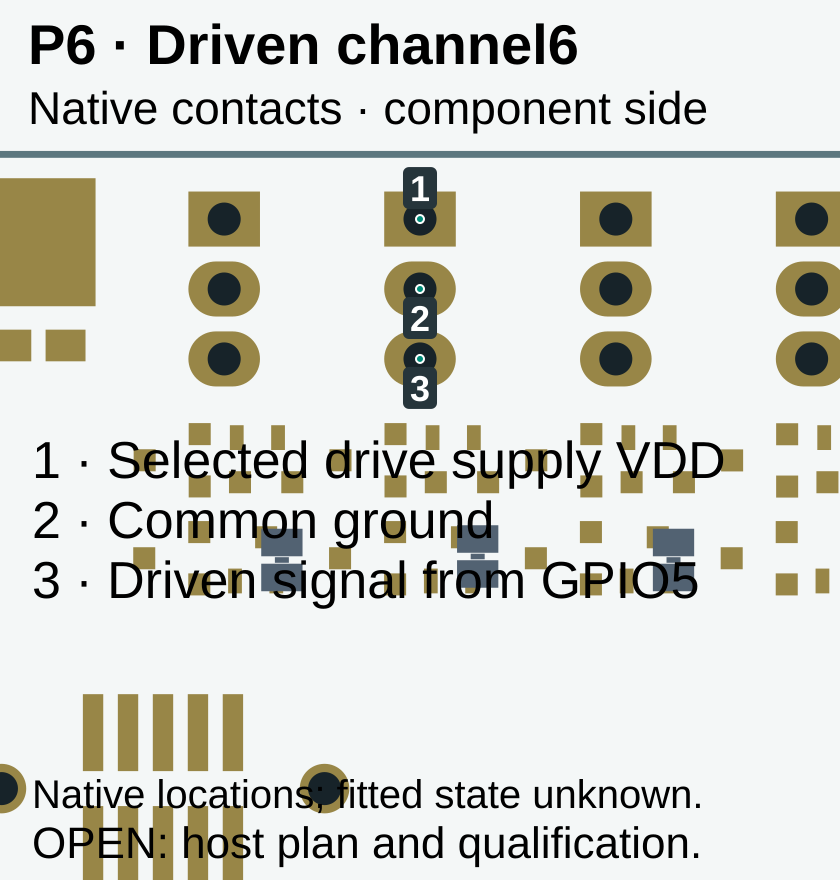 P6 · Driven channel6
Native contacts · component side
1
2
3
1 · Selected drive supply VDD
2 · Common ground
3 · Driven signal from GPIO5
Native locations; fitted state unknown.
OPEN: host plan and qualification.